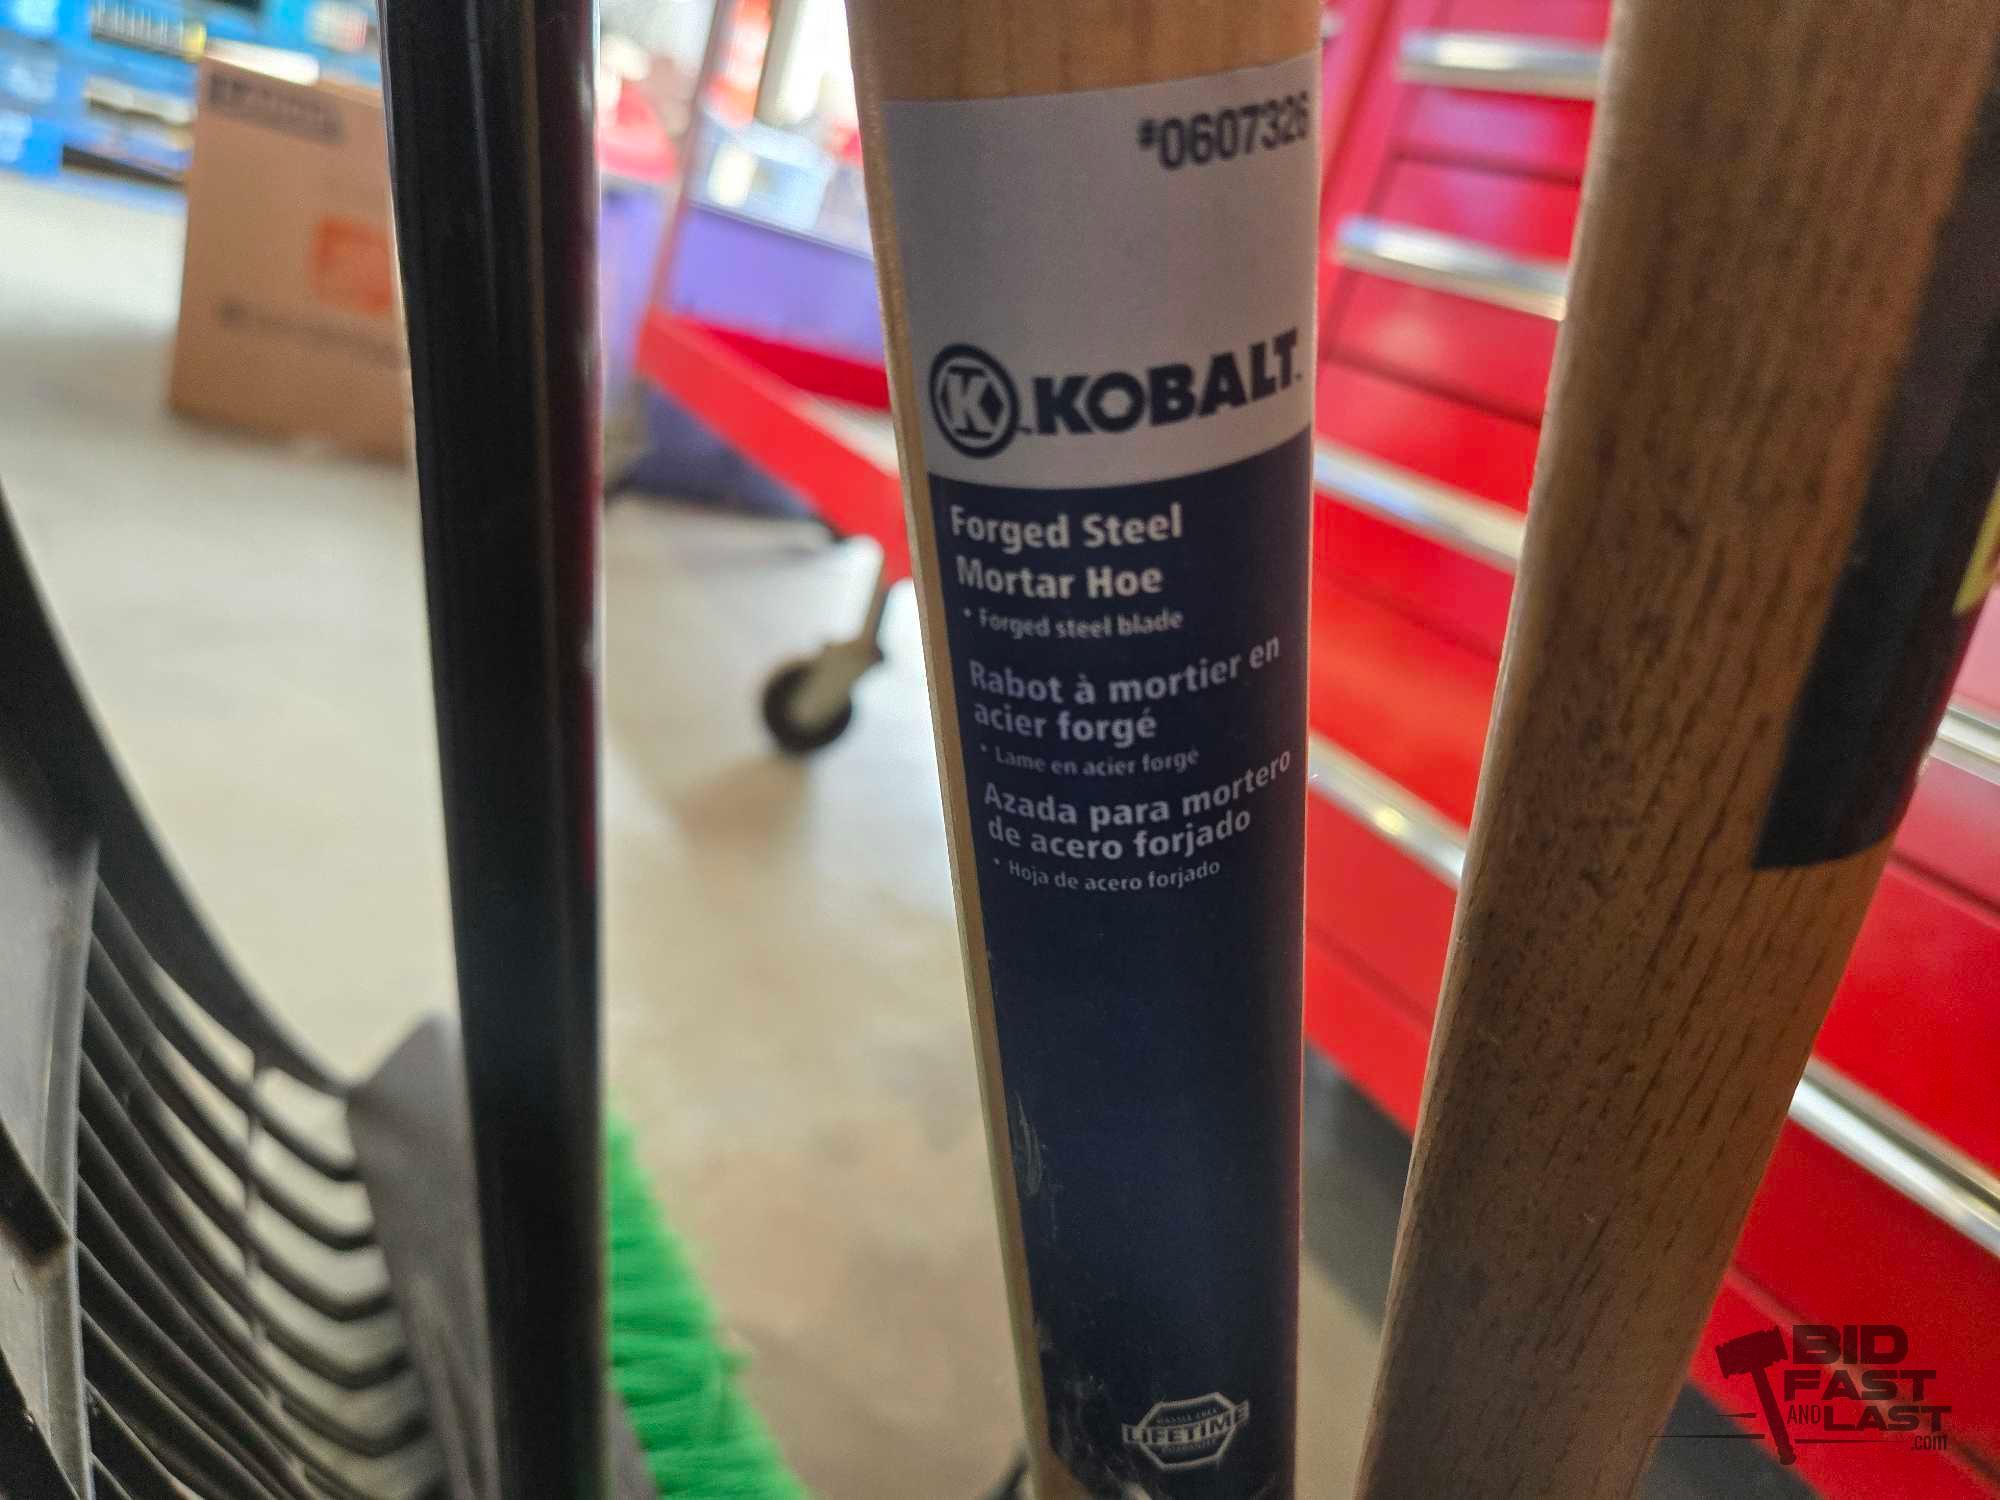 #0607326
K KOBALT
Forged Steel
Mortar Hoe
• Forged steel blade
Rabot à mortier en
acier forgé
• Lame en acier forgé
Azada para mortero
de acero forjado
• Hoja de acero forjado
LIFETIME
BID
FAST
AND LAST
.com